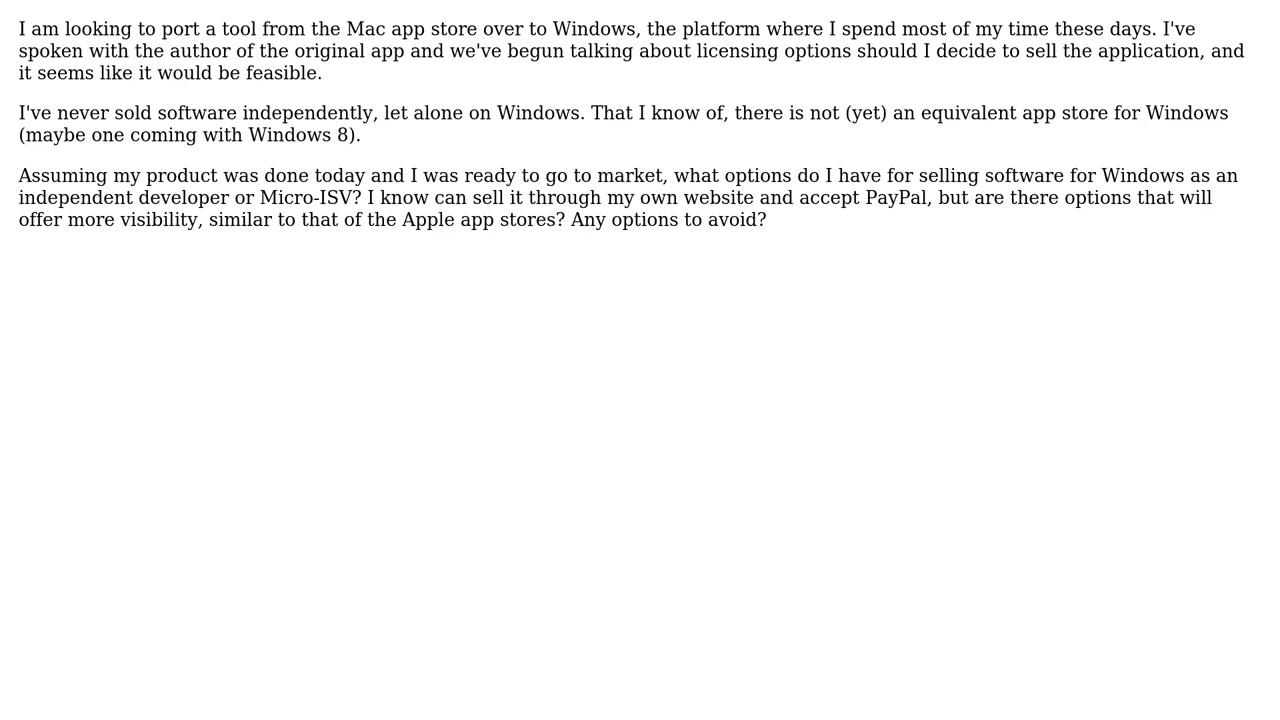 I am looking to port a tool from the Mac app store over to Windows, the platform where I spend most of my time these days. I've
spoken with the author of the original app and we've begun talking about licensing options should I decide to sell the application, and
it seems like it would be feasible.
I've never sold software independently, let alone on Windows. That I know of, there is not (yet) an equivalent app store for Windows
(maybe one coming with Windows 8).
Assuming my product was done today and I was ready to go to market, what options do I have for selling software for Windows as an
independent developer or Micro-ISV? I know can sell it through my own website and accept PayPal, but are there options that will
offer more visibility, similar to that of the Apple app stores? Any options to avoid?